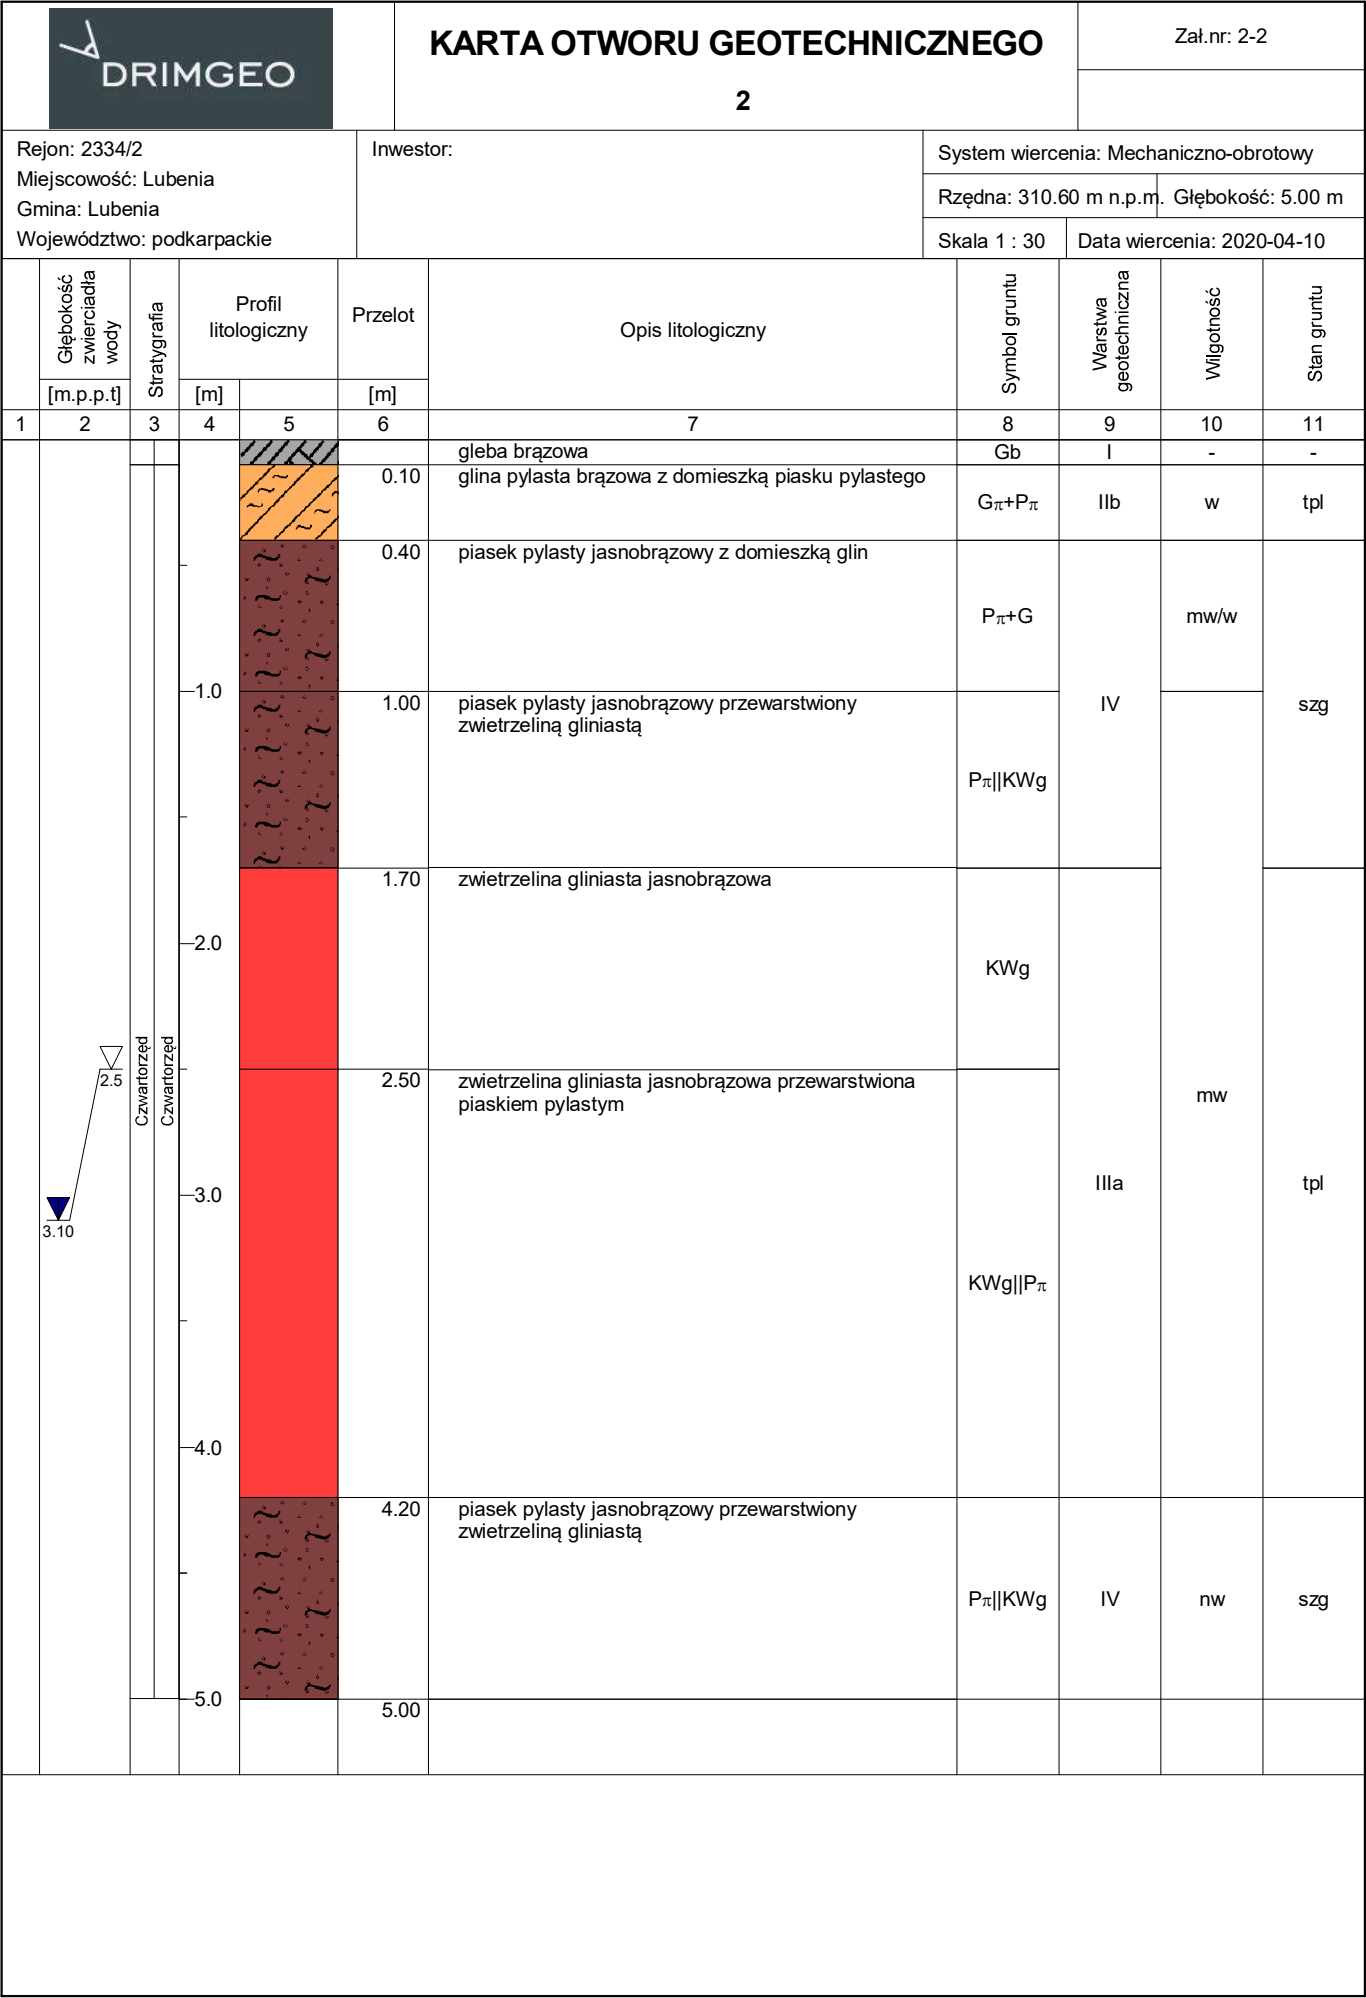 DRIMGEO
KARTA OTWORU GEOTECHNICZNEGO
2
Zał.nr: 2-2
Rejon: 2334/2
Miejscowość: Lubenia
Gmina: Lubenia
Województwo: podkarpackie
Inwestor:
System wiercenia: Mechaniczno-obrotowy
Rzędna: 310.60 m n.p.m. Głębokość: 5.00 m
Skala 1 : 30 Data wiercenia: 2020-04-10
Głębokość
zwierciadła
wody
[m.p.p.t]
Stratygrafia
Profil
litologiczny
[m]
Przelot
[m]
Opis litologiczny
Symbol gruntu
Warstwa
geotechniczna
Wilgotność
Stan gruntu
1 2 3 4 5 6 7 8 9 10 11
gleba brązowa Gb I - -
0.10 glina pylasta brązowa z domieszką piasku pylastego
Gπ+Pπ IIb w tpl
0.40 piasek pylasty jasnobrązowy z domieszką glin
Pπ+G mw/w
1.0
1.00 piasek pylasty jasnobrązowy przewarstwiony
zwietrzeliną gliniastą
IV szg
Pπ||KWg
1.70 zwietrzelina gliniasta jasnobrązowa
2.0
KWg
2.5
Czwartorzęd
Czwartorzęd
2.50 zwietrzelina gliniasta jasnobrązowa przewarstwiona
piaskiem pylastym
mw
3.0
IIIa tpl
3.10
KWg||Pπ
4.0
4.20 piasek pylasty jasnobrązowy przewarstwiony
zwietrzeliną gliniastą
Pπ||KWg IV nw szg
5.0
5.00